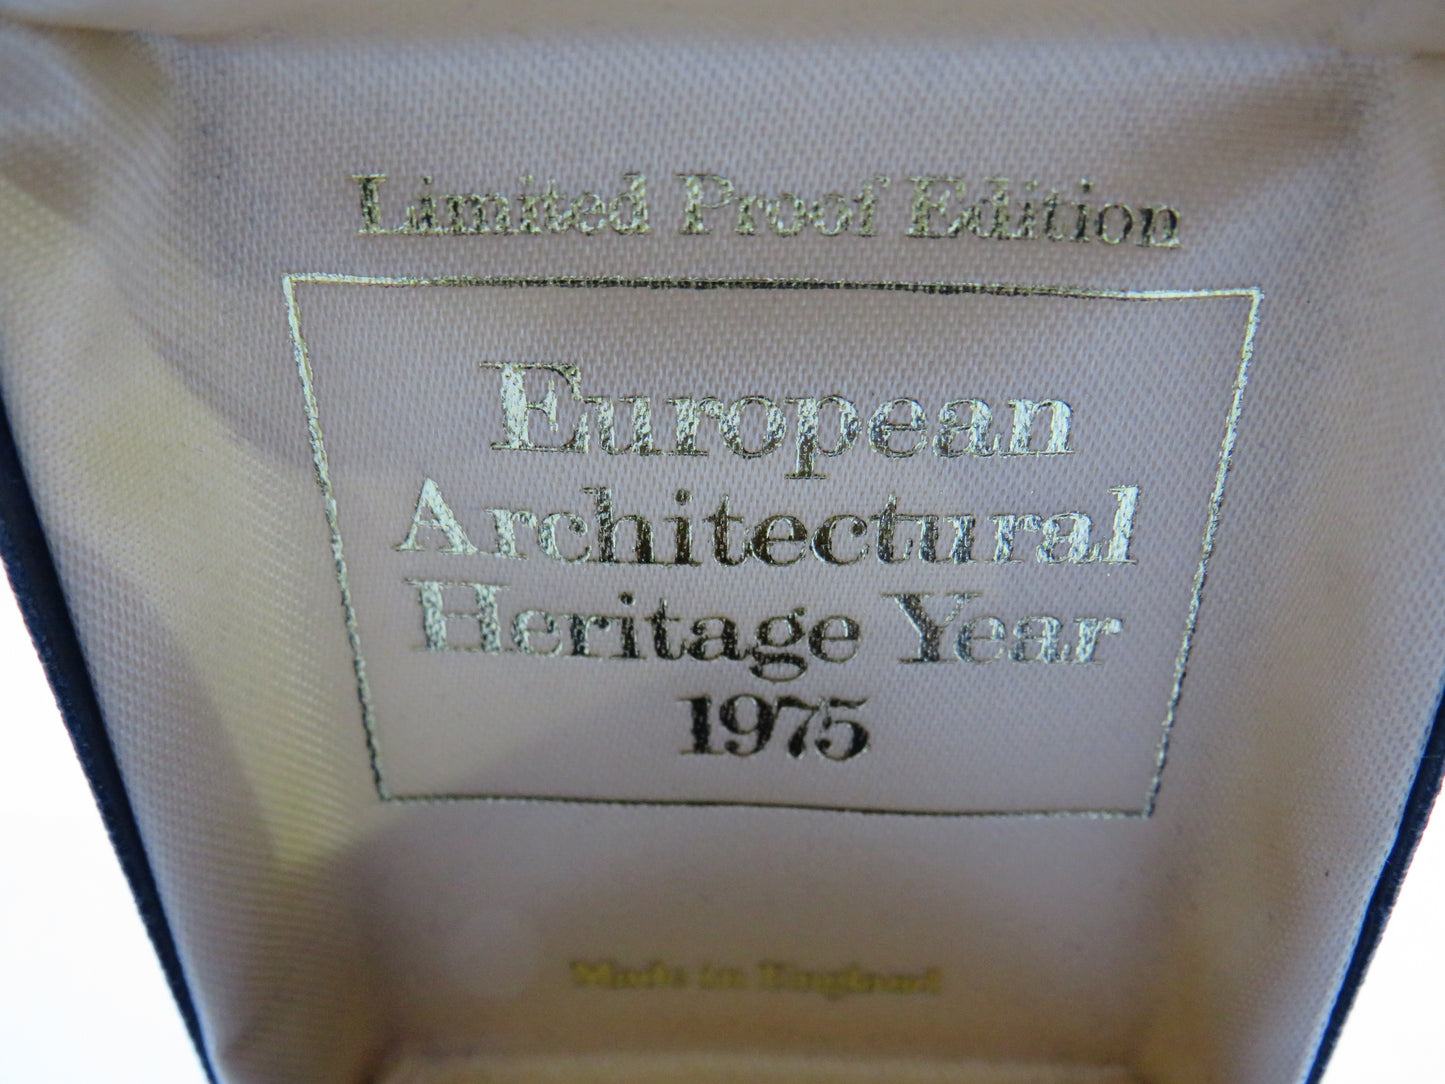 Limited Proof Edition
European
Architectural
Heritage Year
1975
Made in England